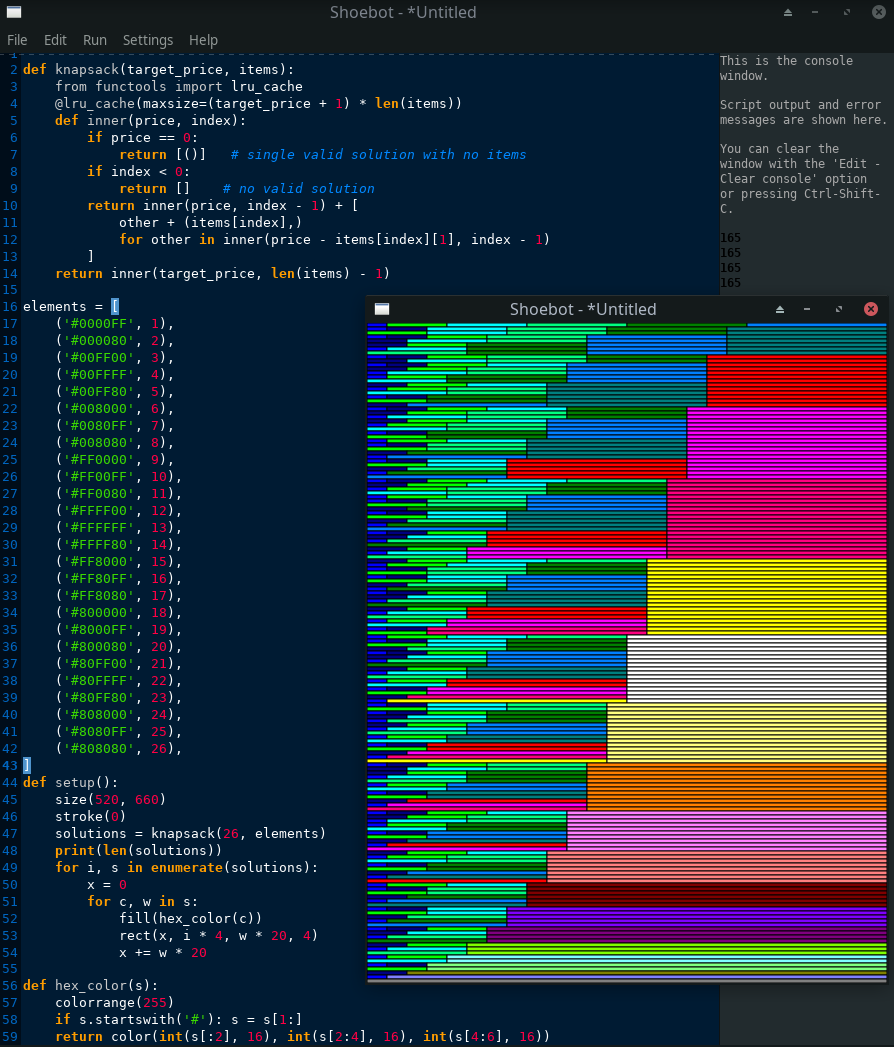 Shoebot - *Untitled
File Edit Run Settings Help
1
2 def knapsack(target_price, items):
3     from functools import lru_cache
4     @lru_cache(maxsize=(target_price + 1) * len(items))
5     def inner(price, index):
6         if price == 0:
7             return [()]   # single valid solution with no items
8         if index < 0:
9             return []    # no valid solution
10         return inner(price, index - 1) + [
11             other + (items[index],)
12             for other in inner(price - items[index][1], index - 1)
13         ]
14     return inner(target_price, len(items) - 1)
15
16 elements = [
17     ('#0000FF', 1),
18     ('#000080', 2),
19     ('#00FF00', 3),
20     ('#00FFFF', 4),
21     ('#00FF80', 5),
22     ('#008000', 6),
23     ('#0080FF', 7),
24     ('#008080', 8),
25     ('#FF0000', 9),
26     ('#FF00FF', 10),
27     ('#FF0080', 11),
28     ('#FFFF00', 12),
29     ('#FFFFFF', 13),
30     ('#FFFF80', 14),
31     ('#FF8000', 15),
32     ('#FF80FF', 16),
33     ('#FF8080', 17),
34     ('#800000', 18),
35     ('#8000FF', 19),
36     ('#800080', 20),
37     ('#80FF00', 21),
38     ('#80FFFF', 22),
39     ('#80FF80', 23),
40     ('#808000', 24),
41     ('#8080FF', 25),
42     ('#808080', 26),
43 ]
44 def setup():
45     size(520, 660)
46     stroke(0)
47     solutions = knapsack(26, elements)
48     print(len(solutions))
49     for i, s in enumerate(solutions):
50         x = 0
51         for c, w in s:
52             fill(hex_color(c))
53             rect(x, i * 4, w * 20, 4)
54             x += w * 20
55
56 def hex_color(s):
57     colorrange(255)
58     if s.startswith('#'): s = s[1:]
59     return color(int(s[:2], 16), int(s[2:4], 16), int(s[4:6], 16))
This is the console
window.
Script output and error
messages are shown here.
You can clear the
window with the 'Edit -
Clear console' option
or pressing Ctrl-Shift-
C.
165
165
165
165
Shoebot - *Untitled